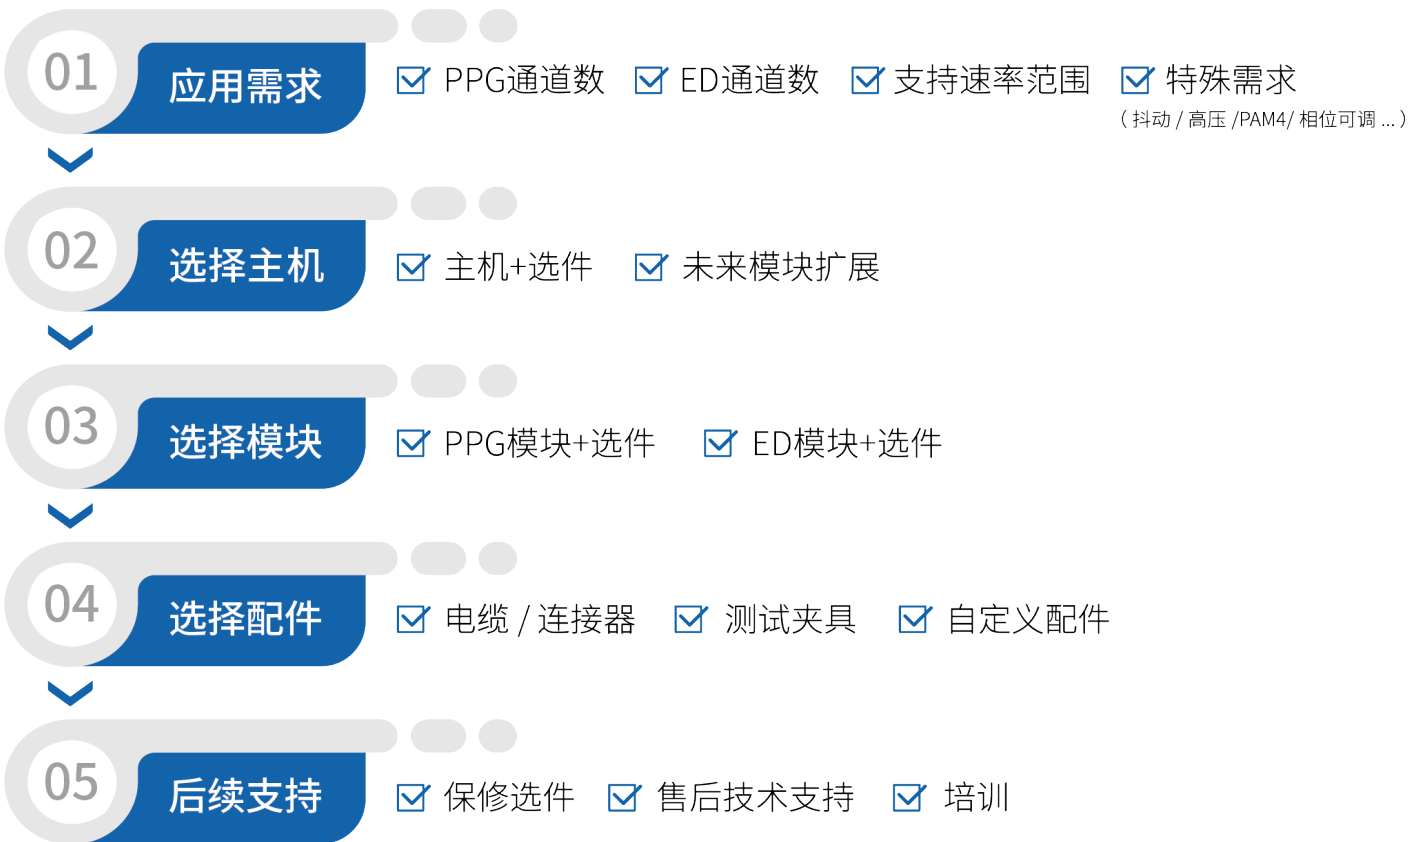 01 应用需求 PPG通道数 ED通道数 支持速率范围 特殊需求
（ 抖动 / 高压 /PAM4/ 相位可调 ... ）
02 选择主机 主机+选件 未来模块扩展
03 选择模块 PPG模块+选件 ED模块+选件
04 选择配件 电缆 / 连接器 测试夹具 自定义配件
05 后续支持 保修选件 售后技术支持 培训